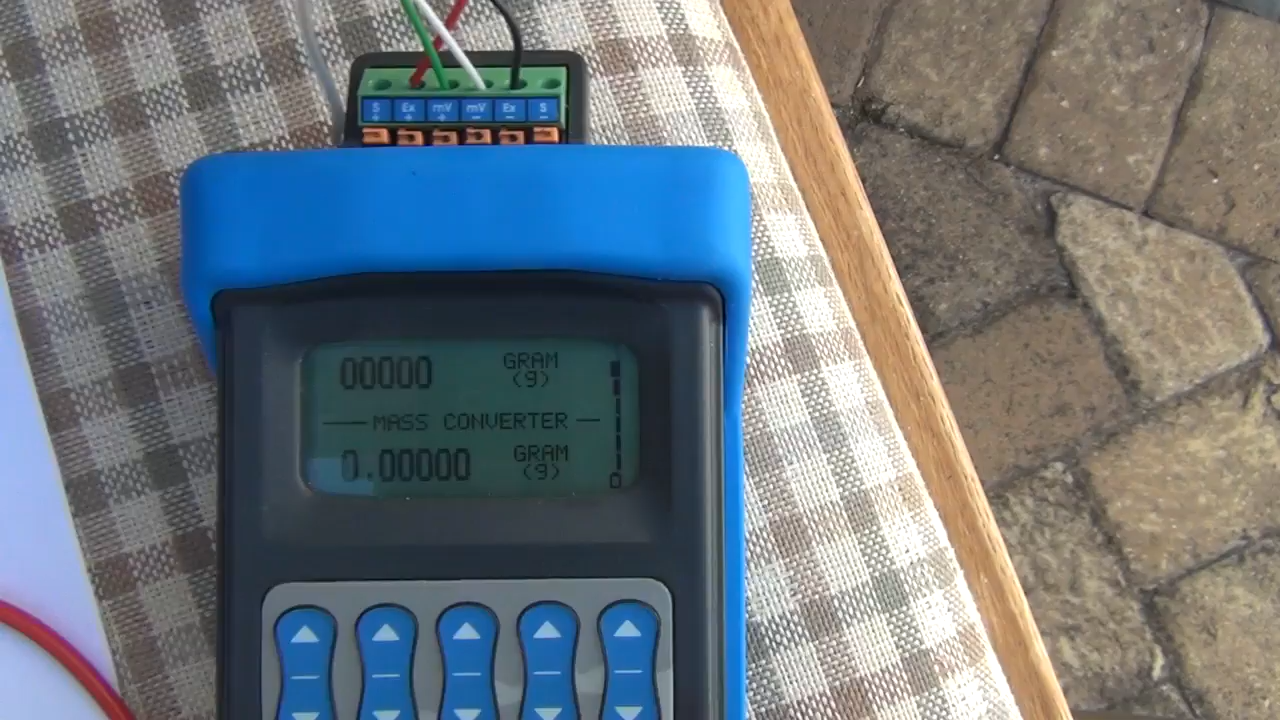 S Ex mV mV Ex S
+ + + - - -
00000 GRAM
(g)
MASS CONVERTER
0.00000 GRAM
(g)
0